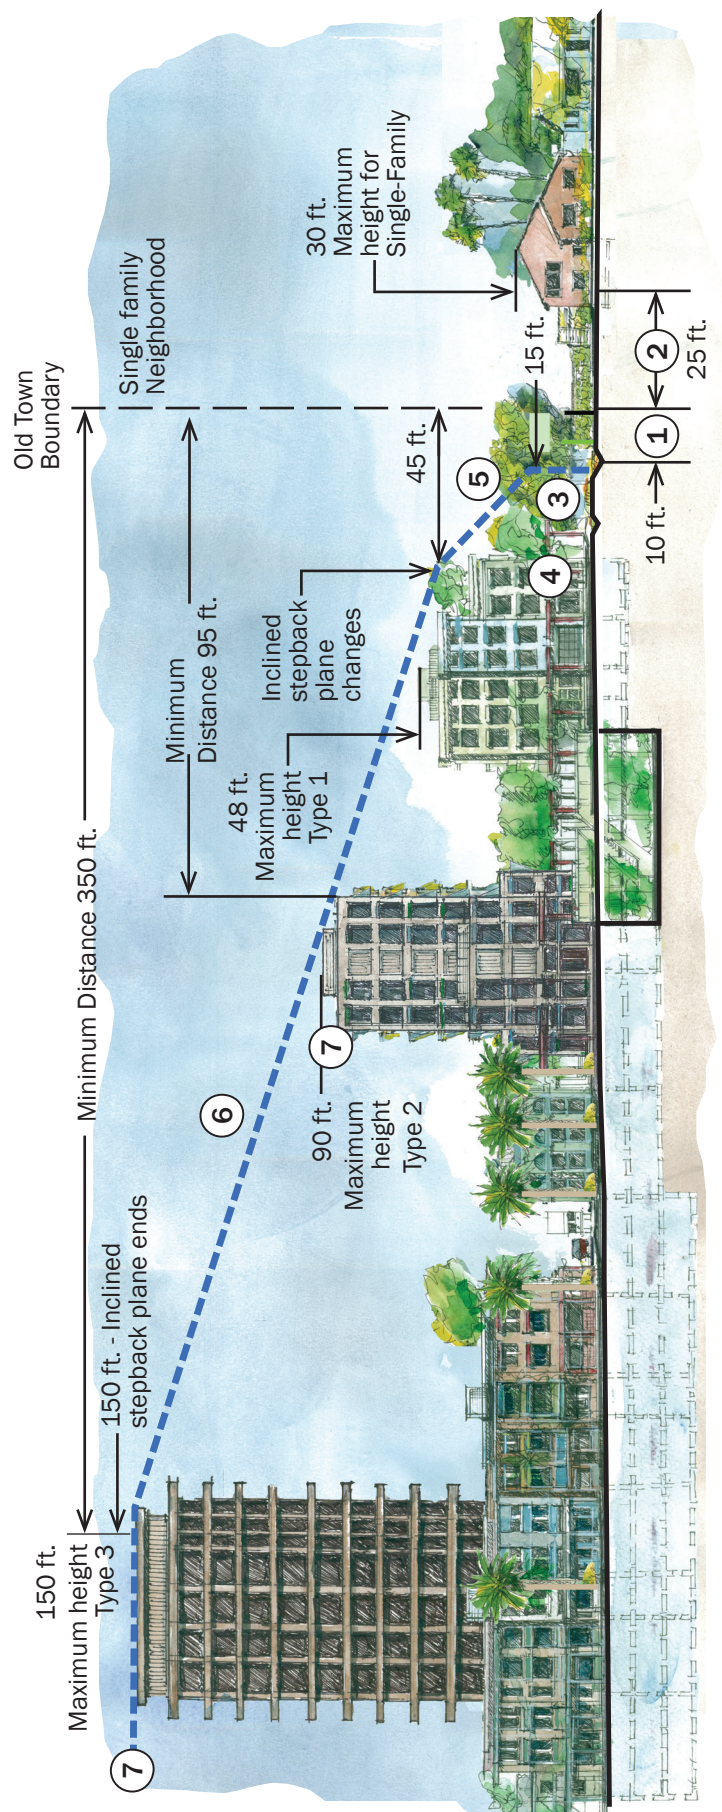 150 ft.
Maximum height
Type 3
150 ft. - Inclined
stepback plane ends
7
Minimum Distance 350 ft.
Old Town
Boundary
Single family
Neighborhood
Minimum
Distance 95 ft.
6
90 ft.
Maximum
height
Type 2
7
48 ft.
Maximum
height
Type 1
Inclined
stepback
plane
changes
45 ft.
5
15 ft.
3
4
30 ft.
Maximum
height for
Single-Family
10 ft.
1
2
25 ft.